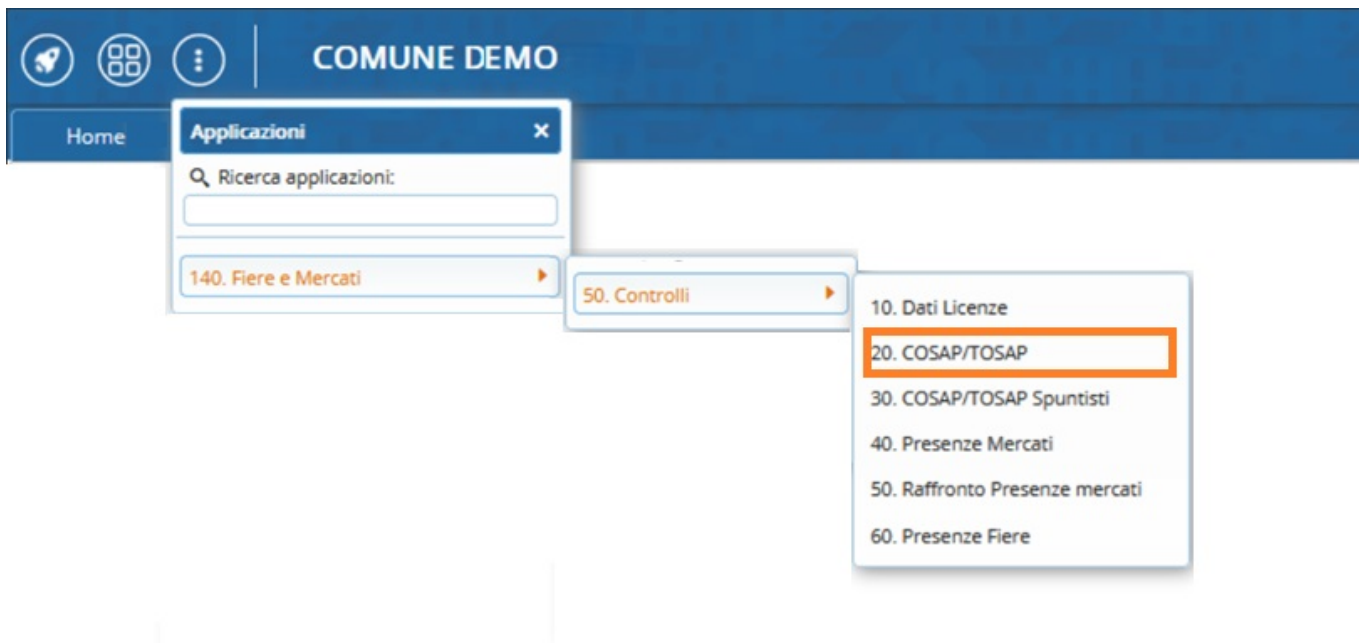 COMUNE DEMO
Home
Applicazioni
Ricerca applicazioni:
140. Fiere e Mercati
50. Controlli
10. Dati Licenze
20. COSAP/TOSAP
30. COSAP/TOSAP Spuntisti
40. Presenze Mercati
50. Raffronto Presenze mercati
60. Presenze Fiere